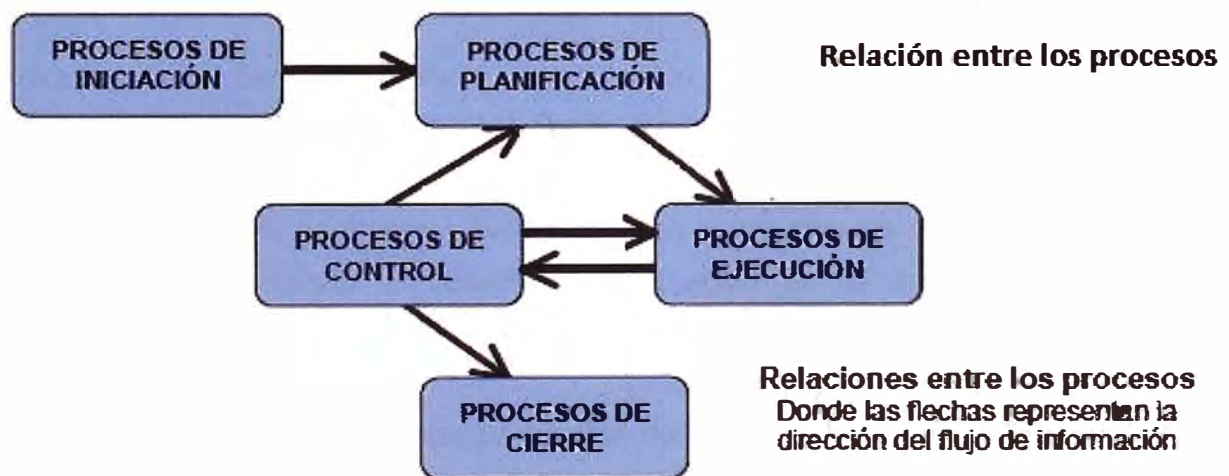 PROCESOS DE
INICIACIÓN
PROCESOS DE
PLANIFICACIÓN
Relación entre los procesos
PROCESOS DE
CONTROL
PROCESOS DE
EJECUCIÓN
PROCESOS DE
CIERRE
Relaciones entre los procesos
Donde las flechas representan la
dirección del flujo de información